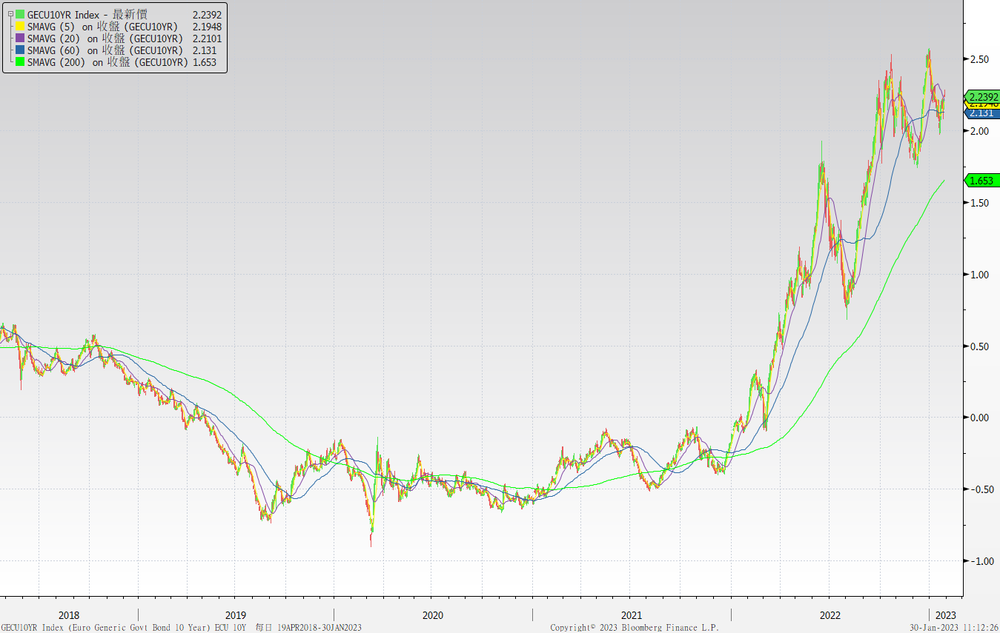 GECU10YR Index - 最新價 2.2392
SMAVG (5) on 收盤 (GECU10YR) 2.1948
SMAVG (20) on 收盤 (GECU10YR) 2.2101
SMAVG (60) on 收盤 (GECU10YR) 2.131
SMAVG (200) on 收盤 (GECU10YR) 1.653
2.50
2.2392
2.1948
2.131
2.00
1.653
1.50
1.00
0.50
0.00
-0.50
-1.00
2018 2019 2020 2021 2022 2023
GECU10YR Index (Euro Generic Govt Bond 10 Year) ECU 10Y 每日 19APR2018-30JAN2023 Copyright© 2023 Bloomberg Finance L.P. 30-Jan-2023 11:12:26